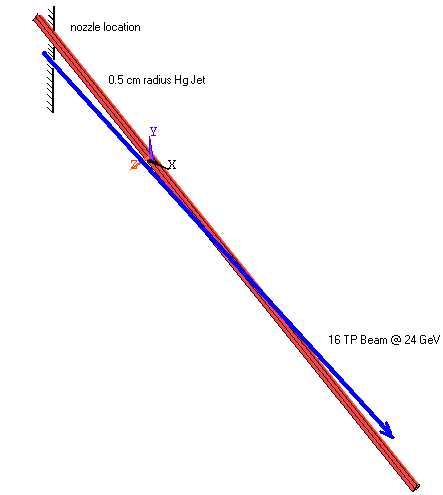 nozzle location
0.5 cm radius Hg Jet
Y
Z X
16 TP Beam @ 24 GeV